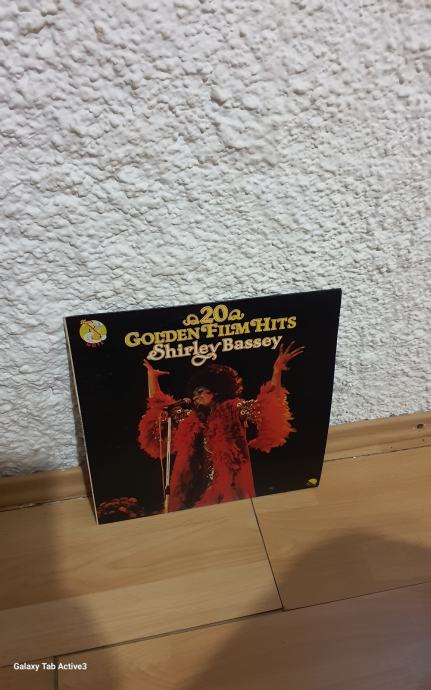 20
GOLDEN FILM HITS
Shirley Bassey
Galaxy Tab Active3